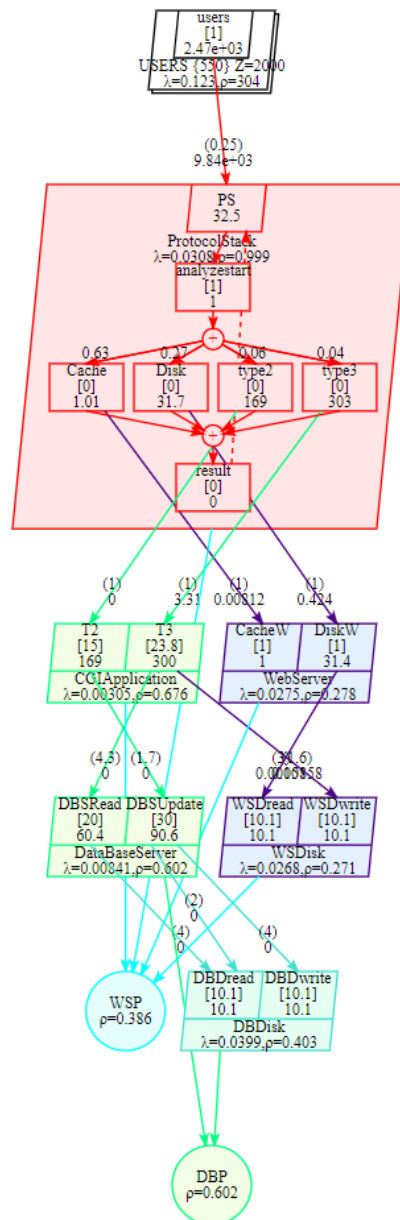 users
[1]
2.47e+03
USERS {550} Z=2000
λ=0.123,ρ=304
(0.25)
9.84e+03
PS
32.5
ProtocolStack
λ=0.0308,ρ=0.999
analyzestart
[1]
1
+
0.63 0.27 0.06 0.04
Cache Disk type2 type3
[0] [0] [0] [0]
1.01 31.7 169 303
+
result
[0]
0
(1) (1) (1) (1)
0 3.31 0.00812 0.424
T2 T3 CacheW DiskW
[15] [23.8] [1] [1]
169 300 1 31.4
CGIApplication WebServer
λ=0.00305,ρ=0.676 λ=0.0275,ρ=0.278
(4.3) (1.7)
0 0
DBSRead DBSUpdate WSDread WSDwrite
[20] [30] [10.1] [10.1]
60.4 90.6 10.1 10.1
DataBaseServer WSDisk
λ=0.00841,ρ=0.602 λ=0.0268,ρ=0.271
(2)
0
(4) (4)
0 0
DBDread DBDwrite
[10.1] [10.1]
10.1 10.1
DBDisk
λ=0.0399,ρ=0.403
WSP
ρ=0.386
DBP
ρ=0.602